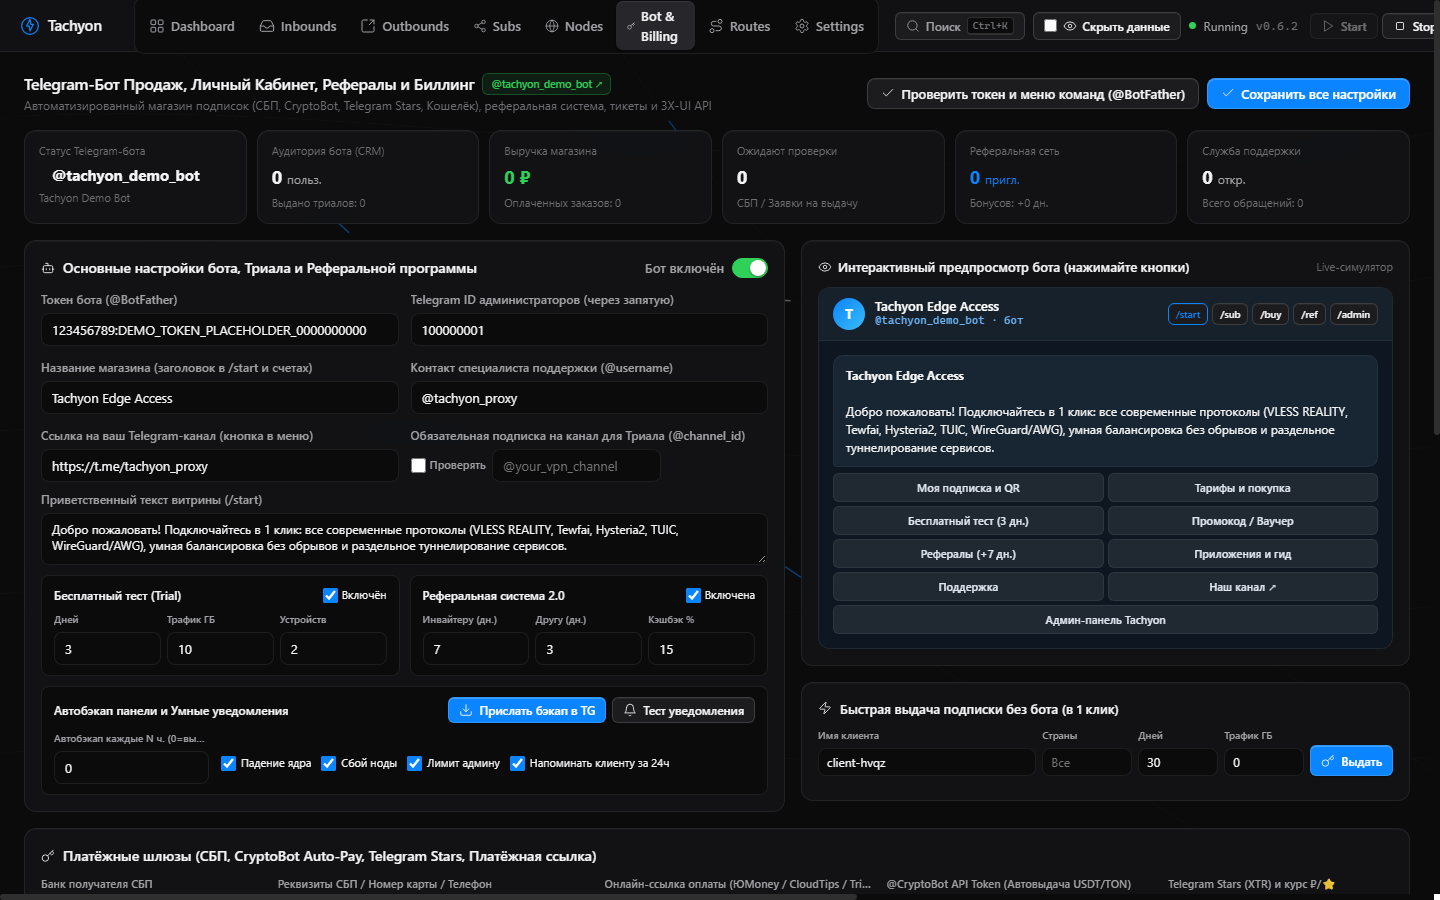 Tachyon
Dashboard
Inbounds
Outbounds
Subs
Nodes
Bot & Billing
Routes
Settings
Поиск Ctrl+K
Скрыть данные
Running v0.6.2
Start
Stop
Telegram-Бот Продаж, Личный Кабинет, Рефералы и Биллинг @tachyon_demo_bot ↗
Автоматизированный магазин подписок (СБП, CryptoBot, Telegram Stars, Кошелёк), реферальная система, тикеты и 3X-UI API
Проверить токен и меню команд (@BotFather)
Сохранить все настройки
Статус Telegram-бота
@tachyon_demo_bot
Tachyon Demo Bot
Аудитория бота (CRM)
0 польз.
Выдано триалов: 0
Выручка магазина
0 ₽
Оплаченных заказов: 0
Ожидают проверки
0
СБП / Заявки на выдачу
Реферальная сеть
0 пригл.
Бонусов: +0 дн.
Служба поддержки
0 откр.
Всего обращений: 0
Основные настройки бота, Триала и Реферальной программы
Бот включён
Токен бота (@BotFather)
123456789:DEMO_TOKEN_PLACEHOLDER_0000000000
Telegram ID администраторов (через запятую)
100000001
Название магазина (заголовок в /start и счетах)
Tachyon Edge Access
Контакт специалиста поддержки (@username)
@tachyon_proxy
Ссылка на ваш Telegram-канал (кнопка в меню)
https://t.me/tachyon_proxy
Обязательная подписка на канал для Триала (@channel_id)
Проверять
@your_vpn_channel
Приветственный текст витрины (/start)
Добро пожаловать! Подключайтесь в 1 клик: все современные протоколы (VLESS REALITY, Tewfai, Hysteria2, TUIC,
WireGuard/AWG), умная балансировка без обрывов и раздельное туннелирование сервисов.
Бесплатный тест (Trial)
Включён
Дней
Трафик ГБ
Устройств
3
10
2
Реферальная система 2.0
Включена
Инвайтеру (дн.)
Другу (дн.)
Кэшбэк %
7
3
15
Автобэкап панели и Умные уведомления
Прислать бэкап в TG
Тест уведомления
Автобэкап каждые N ч. (0=вы...
0
Падение ядра
Сбой ноды
Лимит админу
Напоминать клиенту за 24ч
Интерактивный предпросмотр бота (нажимайте кнопки)
Live-симулятор
T
Tachyon Edge Access
@tachyon_demo_bot · бот
/start
/sub
/buy
/ref
/admin
Tachyon Edge Access
Добро пожаловать! Подключайтесь в 1 клик: все современные протоколы (VLESS REALITY,
Tewfai, Hysteria2, TUIC, WireGuard/AWG), умная балансировка без обрывов и раздельное
туннелирование сервисов.
Моя подписка и QR
Тарифы и покупка
Бесплатный тест (3 дн.)
Промокод / Ваучер
Рефералы (+7 дн.)
Приложения и гид
Поддержка
Наш канал ↗
Админ-панель Tachyon
Быстрая выдача подписки без бота (в 1 клик)
Имя клиента
Страны
Дней
Трафик ГБ
client-hvqz
Все
30
0
Выдать
Платёжные шлюзы (СБП, CryptoBot Auto-Pay, Telegram Stars, Платёжная ссылка)
Банк получателя СБП
Реквизиты СБП / Номер карты / Телефон
Онлайн-ссылка оплаты (ЮMoney / CloudTips / Tri...
@CryptoBot API Token (Автовыдача USDT/TON)
Telegram Stars (XTR) и курс ₽/⭐